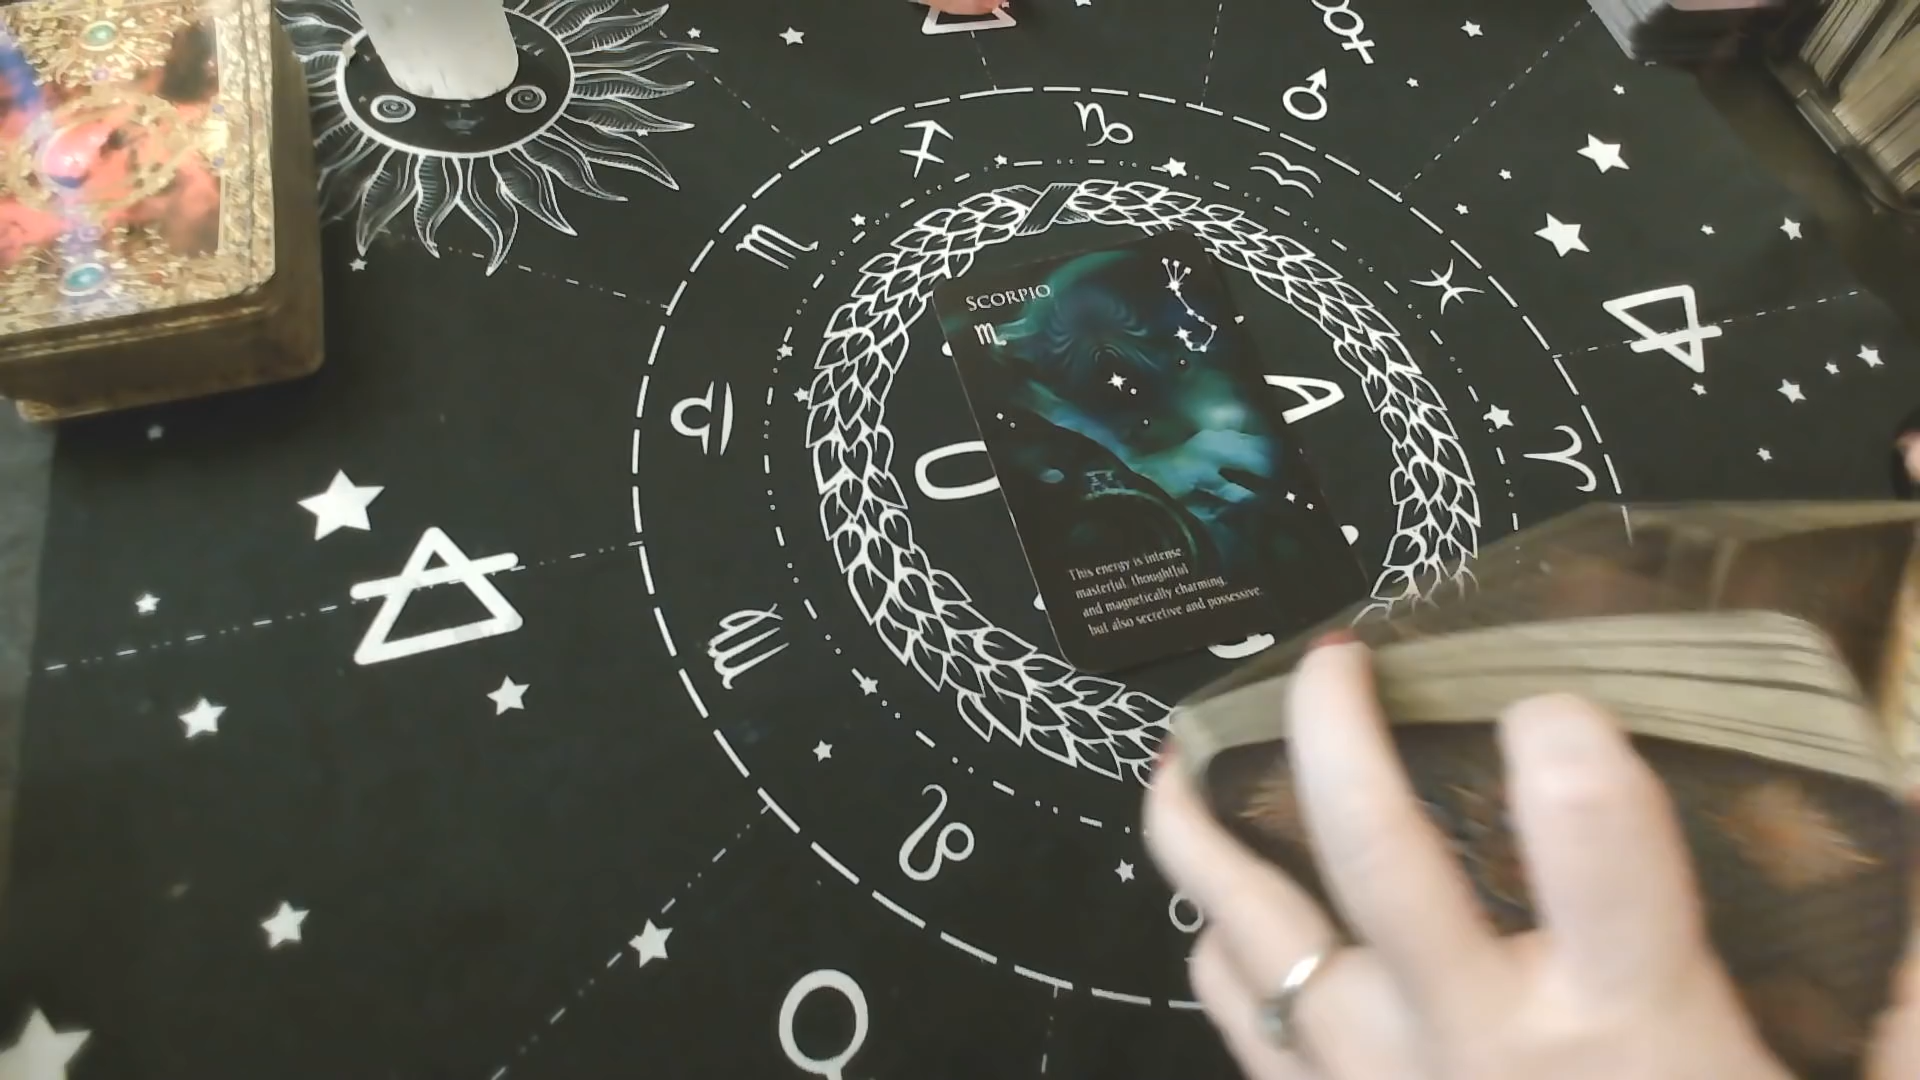 SCORPIO
This energy is intense
masterful, thoughtful
and magnetically charming,
but also secretive and possessive.
O
A